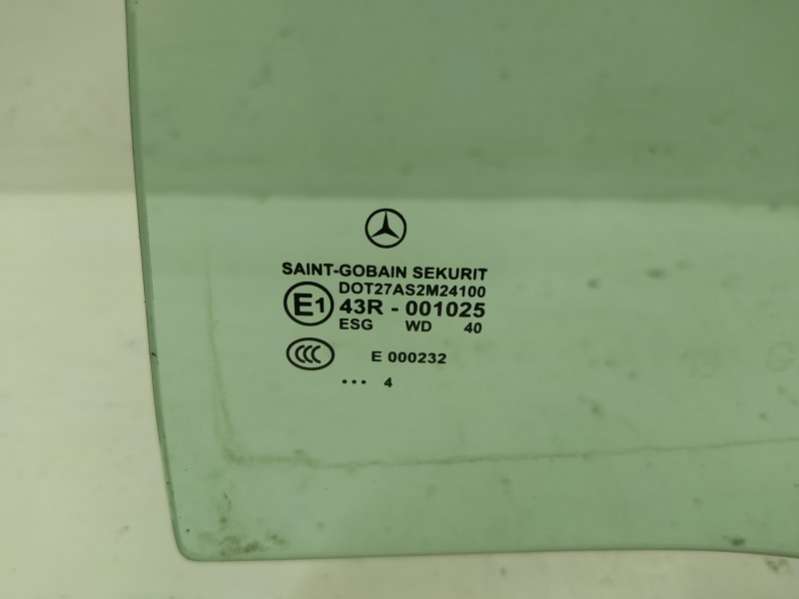 SAINT-GOBAIN SEKURIT
DOT27AS2M24100
E1 43R - 001025
ESG WD 40
CCC E 000232
... 4